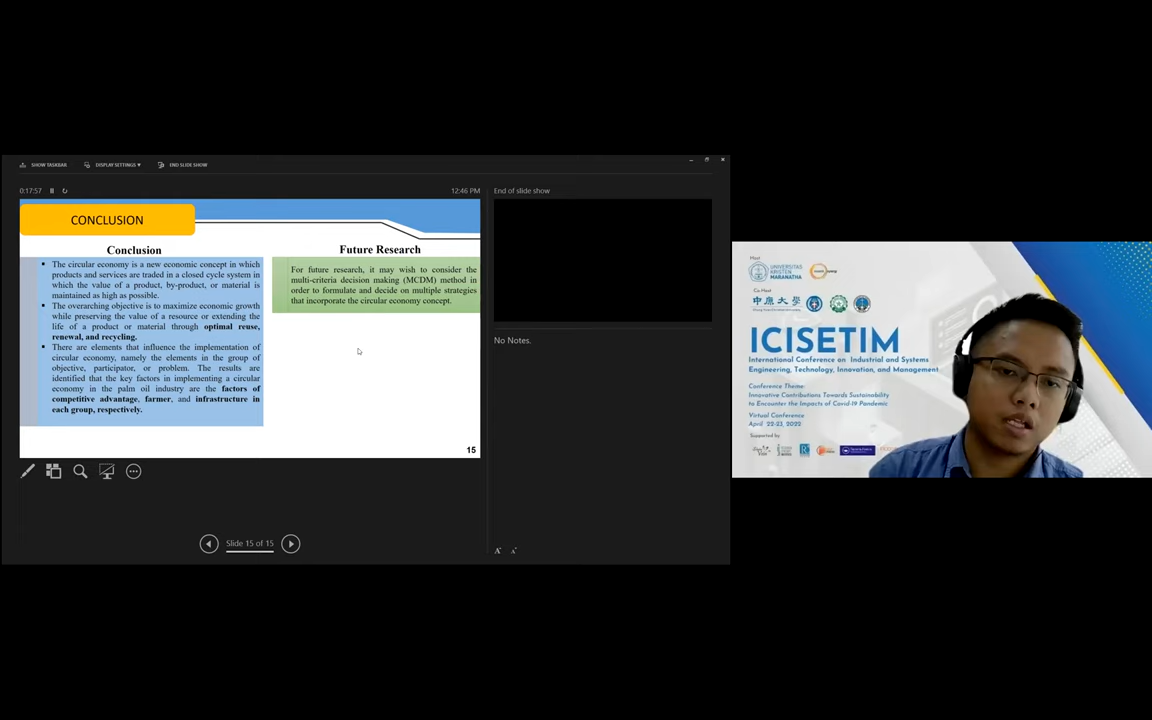 SHOW TASKBAR DISPLAY SETTINGS ▾ END SLIDE SHOW
0:17:57 12:46 PM
End of slide show
CONCLUSION
Conclusion
▪ The circular economy is a new economic concept in which
products and services are traded in a closed cycle system in
which the value of a product, by-product, or material is
maintained as high as possible.
▪ The overarching objective is to maximize economic growth
while preserving the value of a resource or extending the
life of a product or material through optimal reuse,
renewal, and recycling.
▪ There are elements that influence the implementation of
circular economy, namely the elements in the group of
objective, participator, or problem. The results are
identified that the key factors in implementing a circular
economy in the palm oil industry are the factors of
competitive advantage, farmer, and infrastructure in
each group, respectively.
Future Research
For future research, it may wish to consider the
multi-criteria decision making (MCDM) method in
order to formulate and decide on multiple strategies
that incorporate the circular economy concept.
15
No Notes.
Slide 15 of 15
A A
Host
UNIVERSITAS
KRISTEN
MARANATHA
Co-Host
中原大學
ICISETIM
International Conference on Industrial and Systems
Engineering, Technology, Innovation, and Management
Conference Theme:
Innovative Contributions Towards Sustainability
to Encounter the Impacts of Covid-19 Pandemic
Virtual Conference
April 22-23, 2022
Supported by